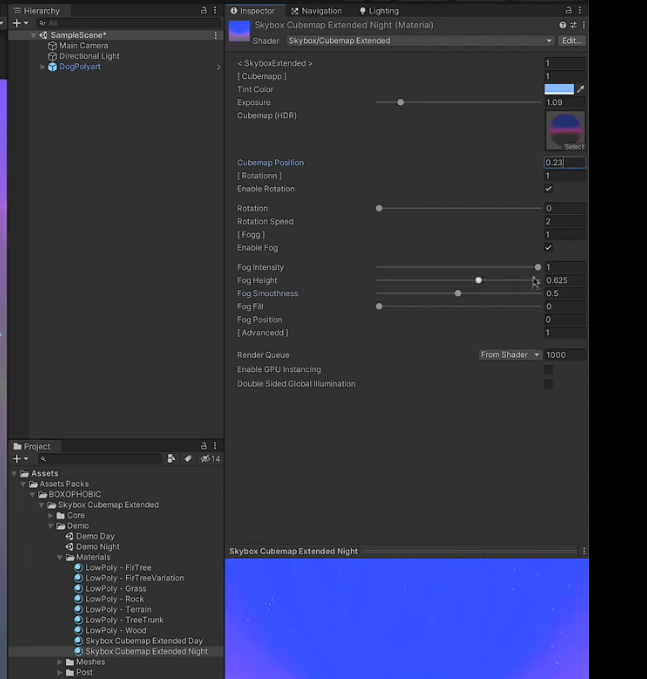 Hierarchy
+ All
SampleScene*
Main Camera
Directional Light
DogPolyart
Inspector Navigation Lighting
Skybox Cubemap Extended Night (Material)
Shader Skybox/Cubemap Extended Edit...
< SkyboxExtended > 1
[ Cubemapp ] 1
Tint Color
Exposure 1.09
Cubemap (HDR)
Select
Cubemap Position 0.23
[ Rotationn ] 1
Enable Rotation
Rotation 0
Rotation Speed 2
[ Fogg ] 1
Enable Fog
Fog Intensity 1
Fog Height 0.625
Fog Smoothness 0.5
Fog Fill 0
Fog Position 0
[ Advancedd ] 1
Render Queue From Shader 1000
Enable GPU Instancing
Double Sided Global Illumination
Project
+ 14
Assets
Assets Packs
BOXOPHOBIC
Skybox Cubemap Extended
Core
Demo
Demo Day
Demo Night
Materials
LowPoly - FirTree
LowPoly - FirTreeVariation
LowPoly - Grass
LowPoly - Rock
LowPoly - Terrain
LowPoly - TreeTrunk
LowPoly - Wood
Skybox Cubemap Extended Day
Skybox Cubemap Extended Night
Meshes
Post
Skybox Cubemap Extended Night